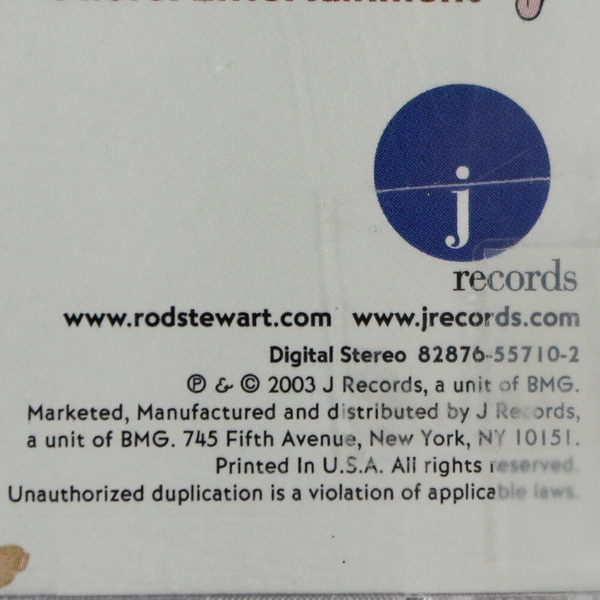 Entertainment
j
records
www.rodstewart.com www.jrecords.com
Digital Stereo 82876-55710-2
℗ & © 2003 J Records, a unit of BMG.
Marketed, Manufactured and distributed by J Records,
a unit of BMG. 745 Fifth Avenue, New York, NY 10151.
Printed In U.S.A. All rights reserved.
Unauthorized duplication is a violation of applicable laws.